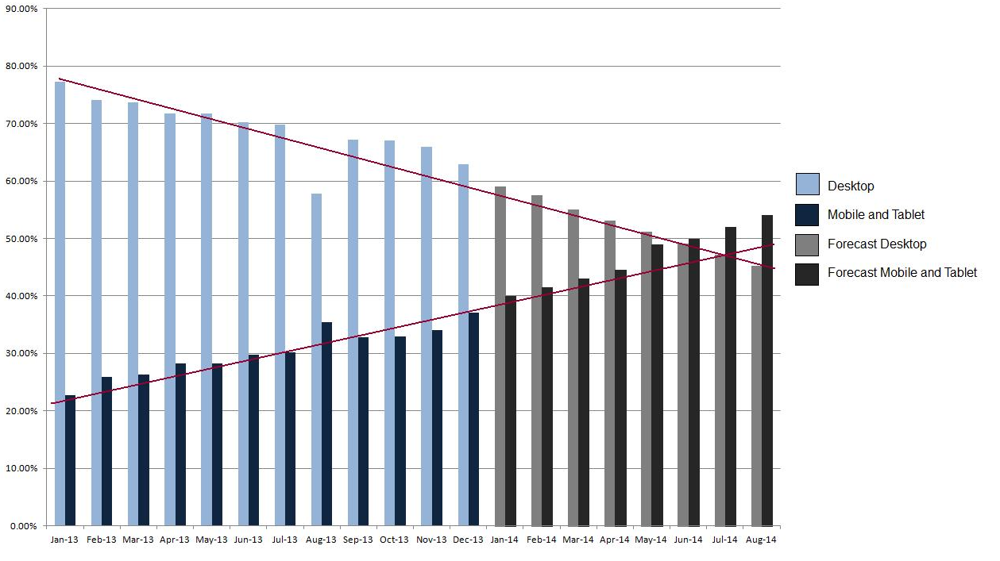 90.00%
80.00%
70.00%
60.00%
50.00%
40.00%
30.00%
20.00%
10.00%
0.00%
Jan-13 Feb-13 Mar-13 Apr-13 May-13 Jun-13 Jul-13 Aug-13 Sep-13 Oct-13 Nov-13 Dec-13 Jan-14 Feb-14 Mar-14 Apr-14 May-14 Jun-14 Jul-14 Aug-14
Desktop
Mobile and Tablet
Forecast Desktop
Forecast Mobile and Tablet